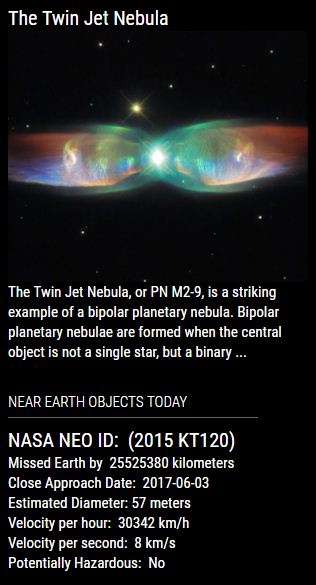 The Twin Jet Nebula
The Twin Jet Nebula, or PN M2-9, is a striking
example of a bipolar planetary nebula. Bipolar
planetary nebulae are formed when the central
object is not a single star, but a binary ...
NEAR EARTH OBJECTS TODAY
NASA NEO ID: (2015 KT120)
Missed Earth by 25525380 kilometers
Close Approach Date: 2017-06-03
Estimated Diameter: 57 meters
Velocity per hour: 30342 km/h
Velocity per second: 8 km/s
Potentially Hazardous: No